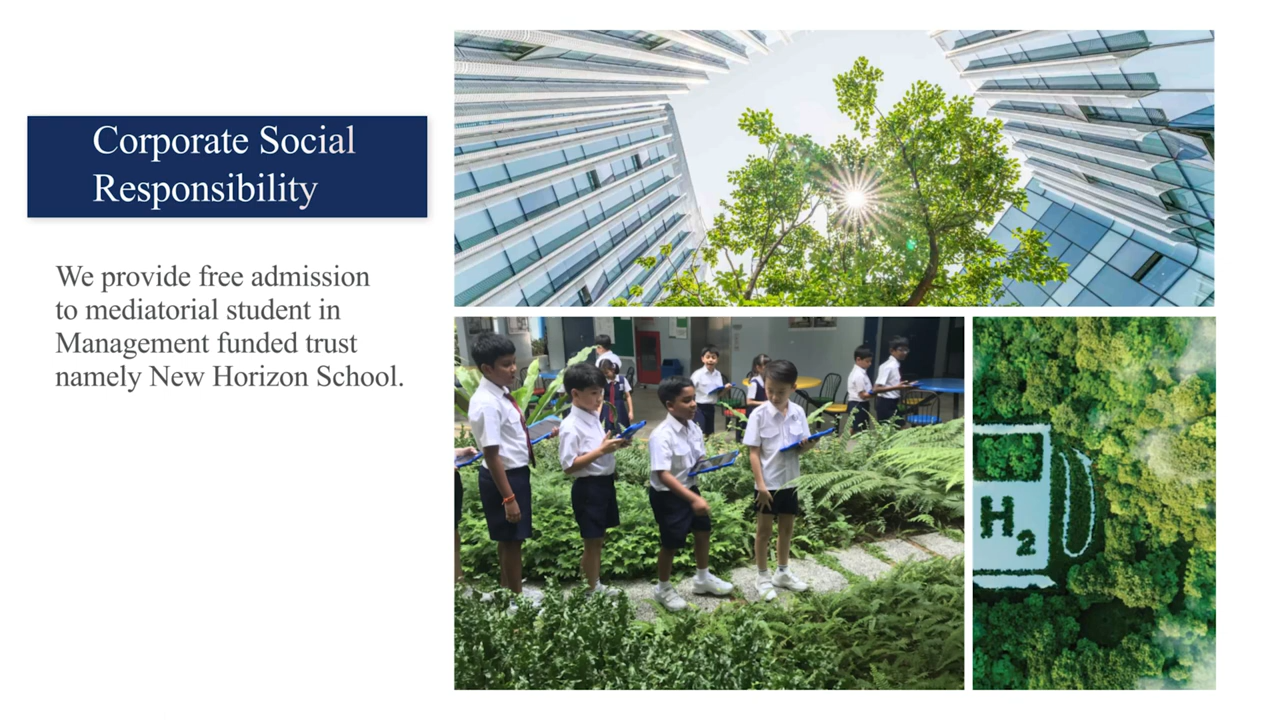 Corporate Social
Responsibility
We provide free admission
to mediatorial student in
Management funded trust
namely New Horizon School.
H2